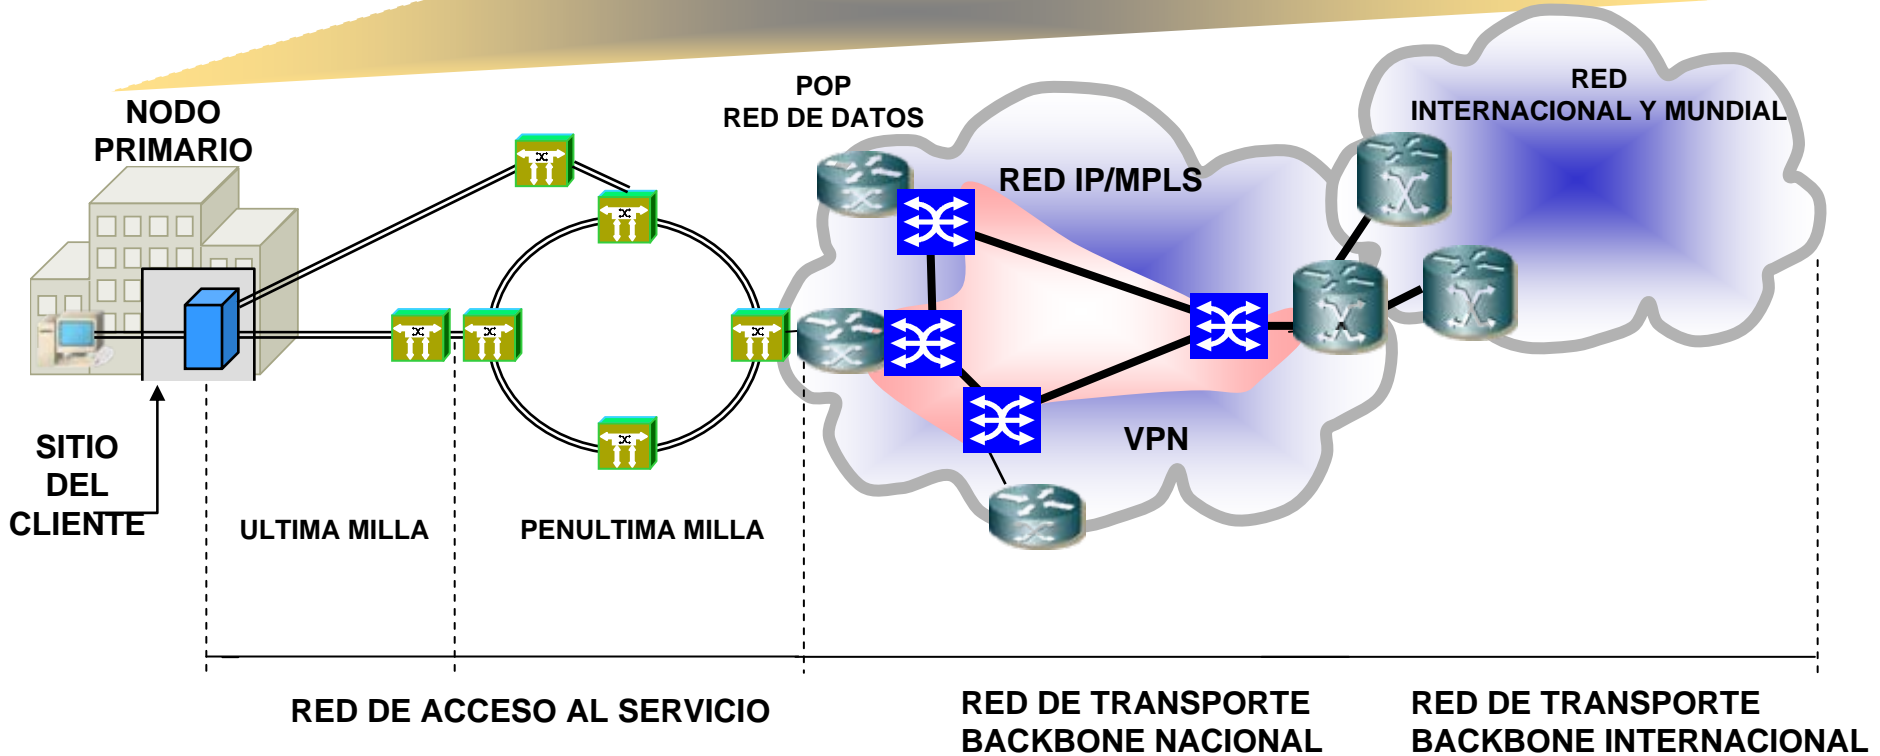 NODO
PRIMARIO
POP
RED DE DATOS
RED
INTERNACIONAL Y MUNDIAL
RED IP/MPLS
VPN
SITIO
DEL
CLIENTE
ULTIMA MILLA
PENULTIMA MILLA
RED DE ACCESO AL SERVICIO
RED DE TRANSPORTE
BACKBONE NACIONAL
RED DE TRANSPORTE
BACKBONE INTERNACIONAL